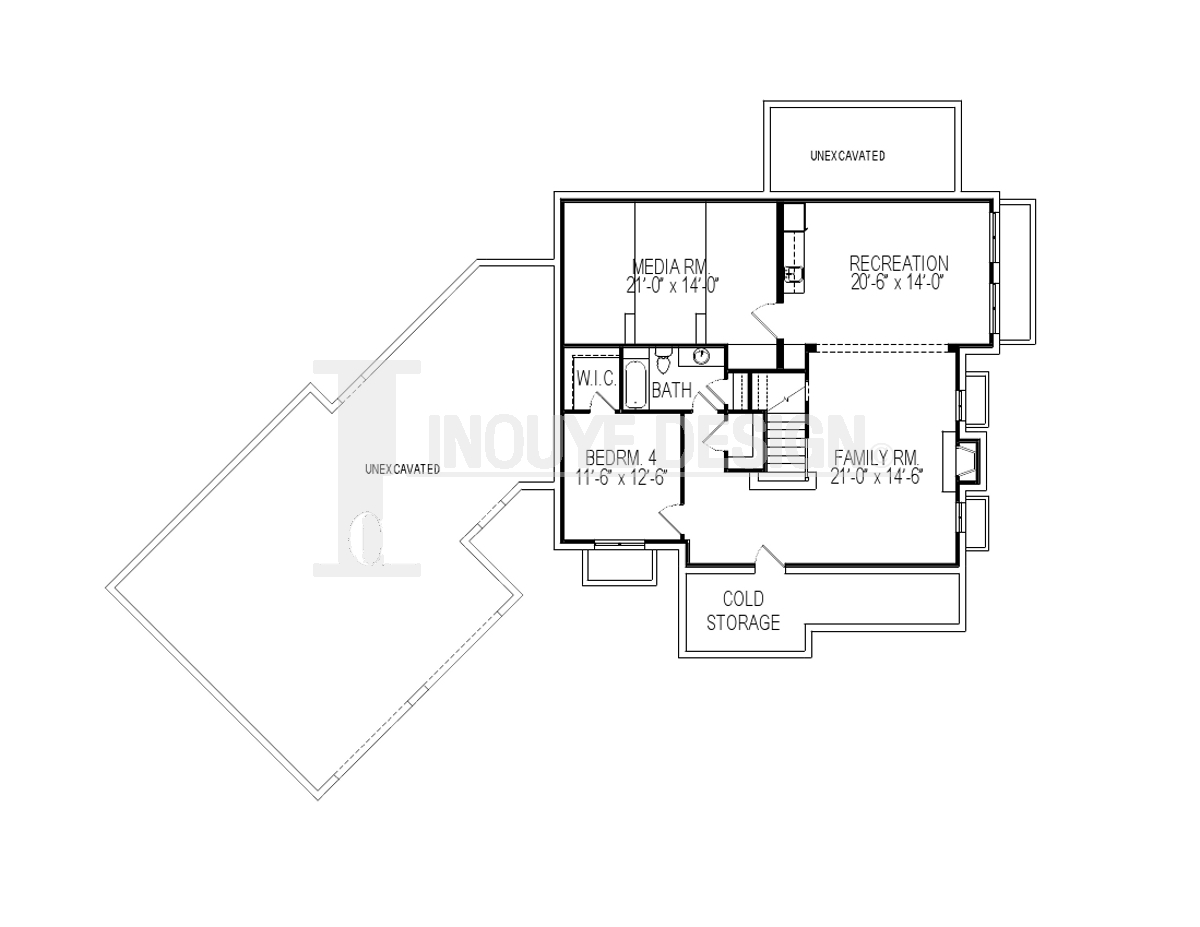 UNEXCAVATED
MEDIA RM.
21'-0" x 14'-0"
RECREATION
20'-6" x 14'-0"
W.I.C.
BATH
INOUYE DESIGN®
UNEXCAVATED
BEDRM. 4
11'-6" x 12'-6"
FAMILY RM.
21'-0" x 14'-6"
COLD
STORAGE